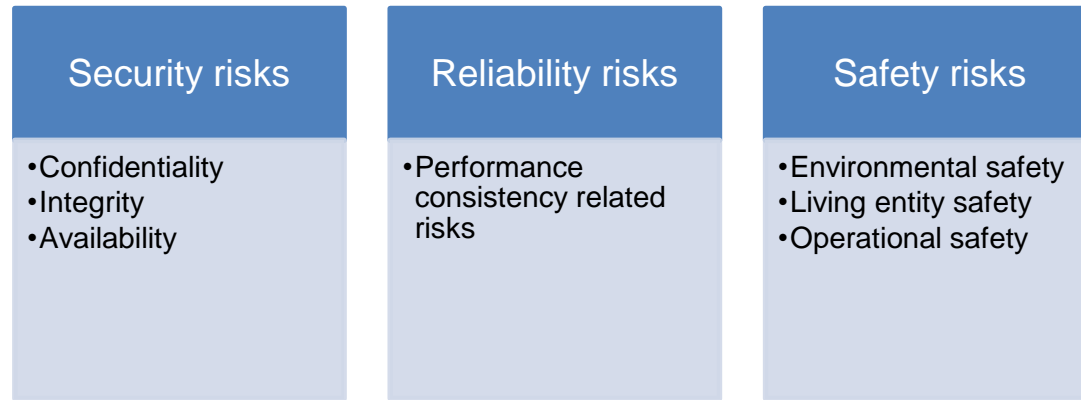 Security risks
•Confidentiality
•Integrity
•Availability
Reliability risks
•Performance
consistency related
risks
Safety risks
•Environmental safety
•Living entity safety
•Operational safety